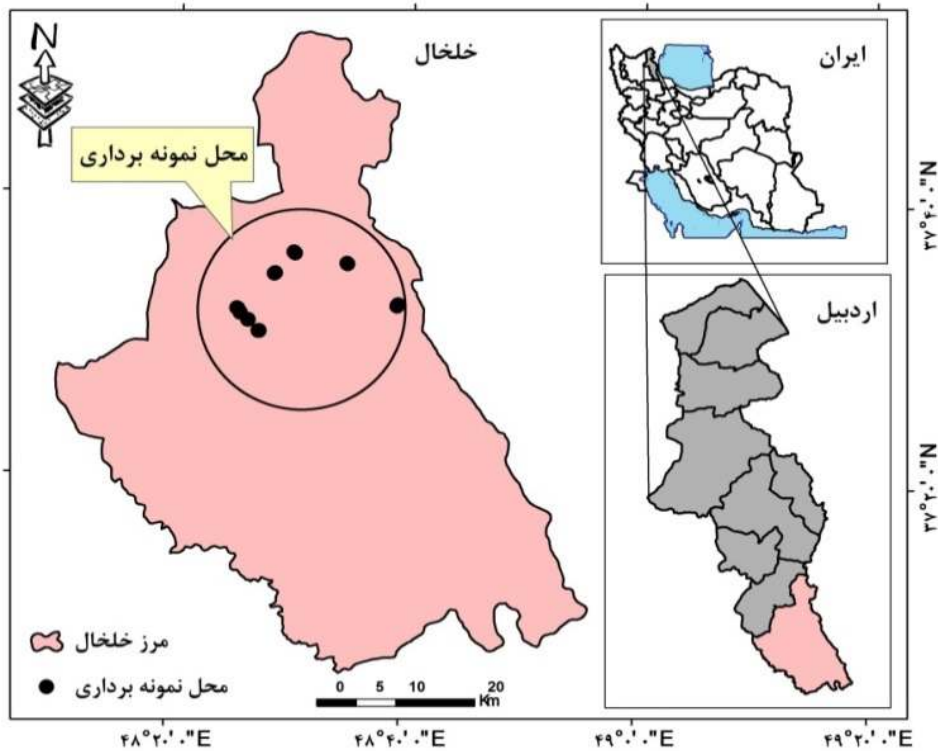 N
خلخال
ایران
محل نمونه برداری
۳۷°۴۰'۰"N
اردبیل
۳۷°۲۰'۰"N
مرز خلخال
محل نمونه برداری
0 5 10 20
Km
۴۸°۲۰'۰"E
۴۸°۴۰'۰"E
۴۹°۰'۰"E
۴۹°۲۰'۰"E